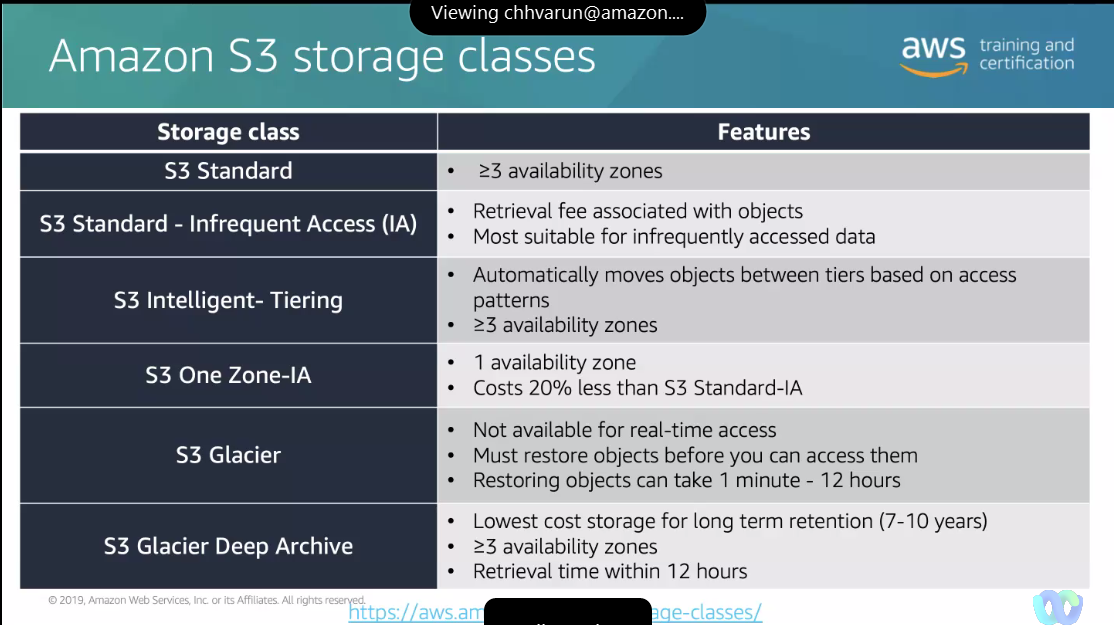 Viewing chhvarun@amazon....
Amazon S3 storage classes
aws training and
certification
Storage class
Features
S3 Standard
• ≥3 availability zones
S3 Standard - Infrequent Access (IA)
• Retrieval fee associated with objects
• Most suitable for infrequently accessed data
S3 Intelligent- Tiering
• Automatically moves objects between tiers based on access
patterns
• ≥3 availability zones
S3 One Zone-IA
• 1 availability zone
• Costs 20% less than S3 Standard-IA
S3 Glacier
• Not available for real-time access
• Must restore objects before you can access them
• Restoring objects can take 1 minute - 12 hours
S3 Glacier Deep Archive
• Lowest cost storage for long term retention (7-10 years)
• ≥3 availability zones
• Retrieval time within 12 hours
© 2019, Amazon Web Services, Inc. or its Affiliates. All rights reserved.
https://aws.am age-classes/